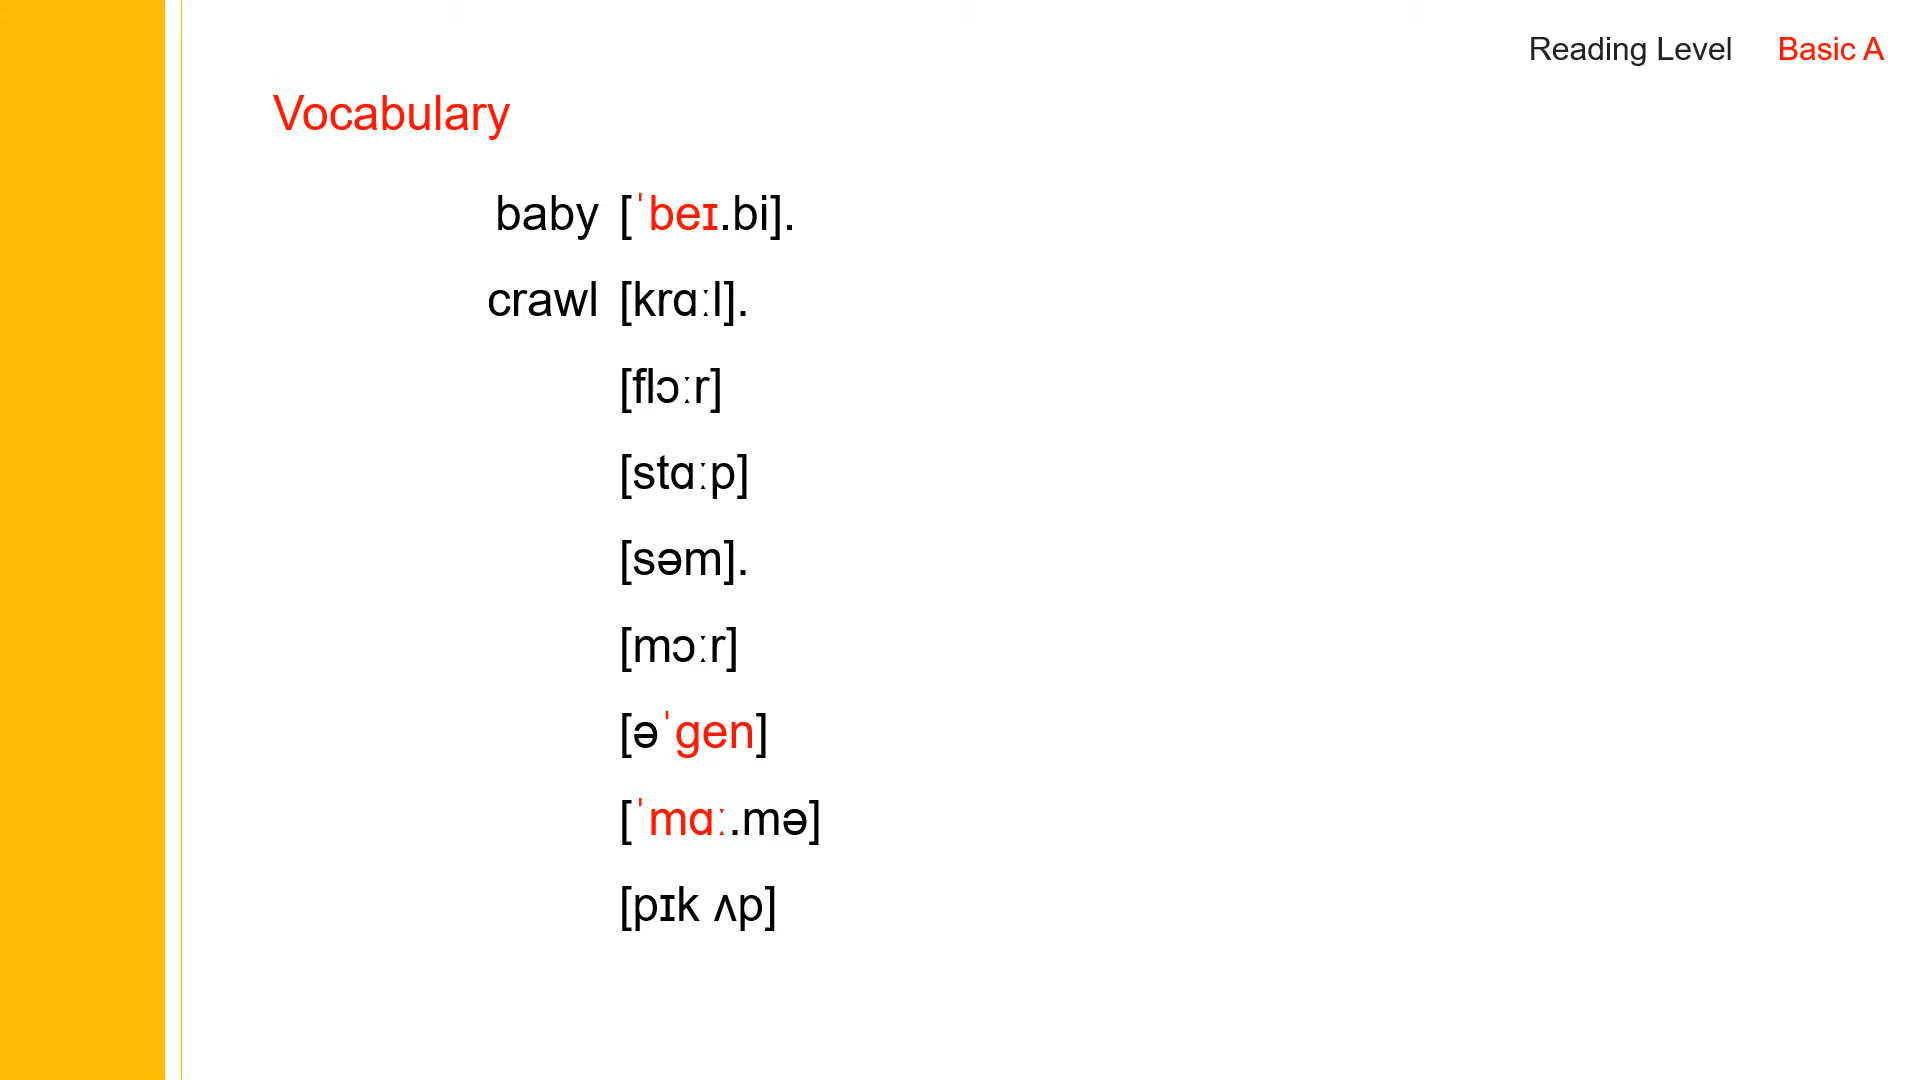 Reading Level Basic A
Vocabulary
baby [ˈbeɪ.bi].
crawl [krɑːl].
[flɔːr]
[stɑːp]
[səm].
[mɔːr]
[əˈgen]
[ˈmɑː.mə]
[pɪk ʌp]